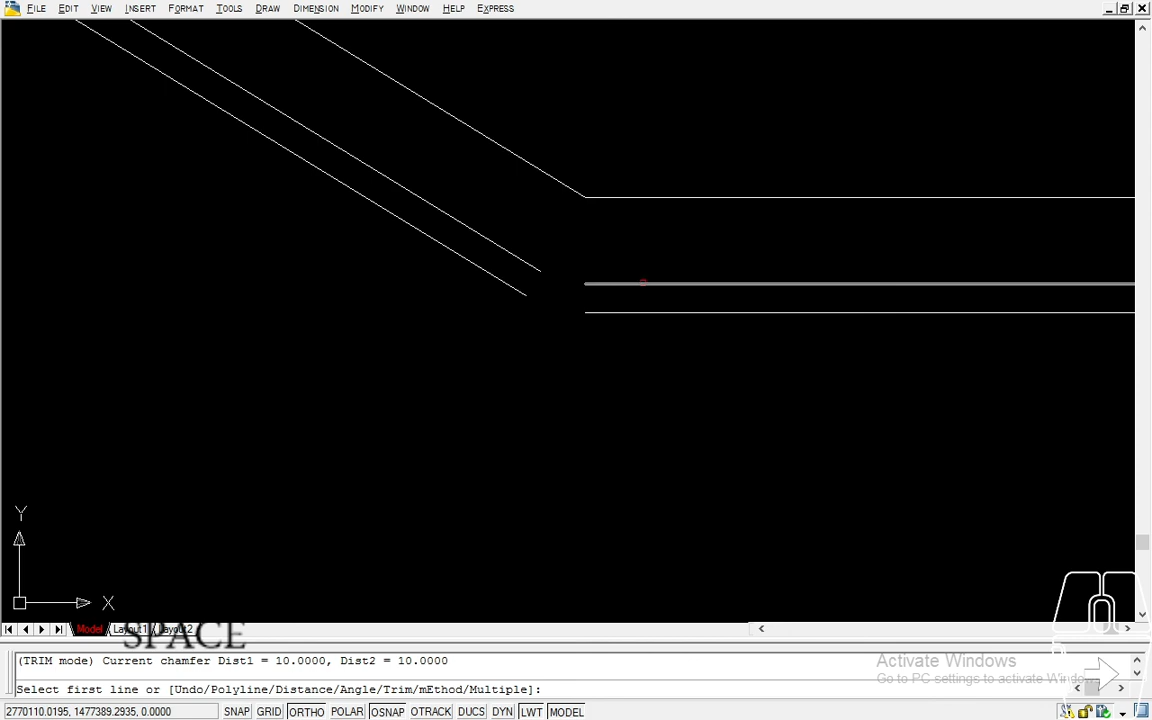 FILE EDIT VIEW INSERT FORMAT TOOLS DRAW DIMENSION MODIFY WINDOW HELP EXPRESS
Y
X
Model Layout1 Layout2
SPACE
(TRIM mode) Current chamfer Dist1 = 10.0000, Dist2 = 10.0000
Select first line or [Undo/Polyline/Distance/Angle/Trim/mEthod/Multiple]:
Activate Windows
Go to PC settings to activate Windows.
2770110.0195, 1477389.2935, 0.0000 SNAP GRID ORTHO POLAR OSNAP OTRACK DUCS DYN LWT MODEL